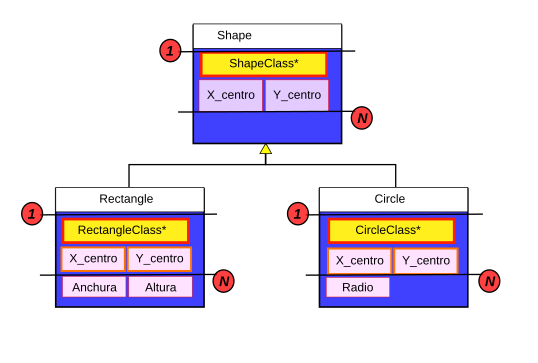 Shape
1
ShapeClass*
X_centro Y_centro
N
Rectangle
Circle
1
1
RectangleClass*
CircleClass*
X_centro Y_centro
X_centro Y_centro
N
N
Anchura Altura
Radio